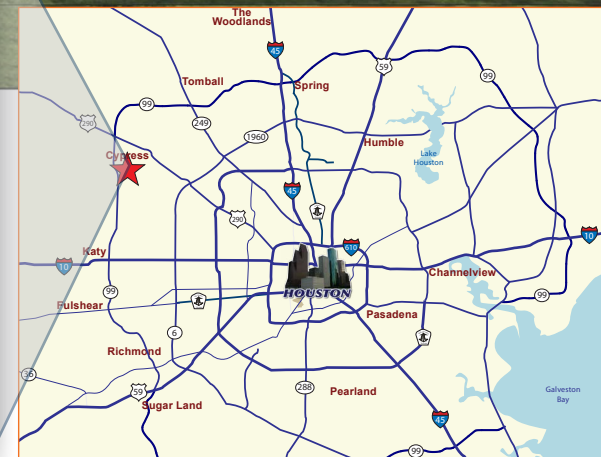 The
Woodlands
45
59
99
Tomball
Spring
99
249
290
1960
Humble
Cypress
Lake
Houston
45
290
610
10
Katy
10
Channelview
99
HOUSTON
99
Fulshear
Pasadena
6
Richmond
36
59
288
Pearland
Galveston
Bay
Sugar Land
45
99